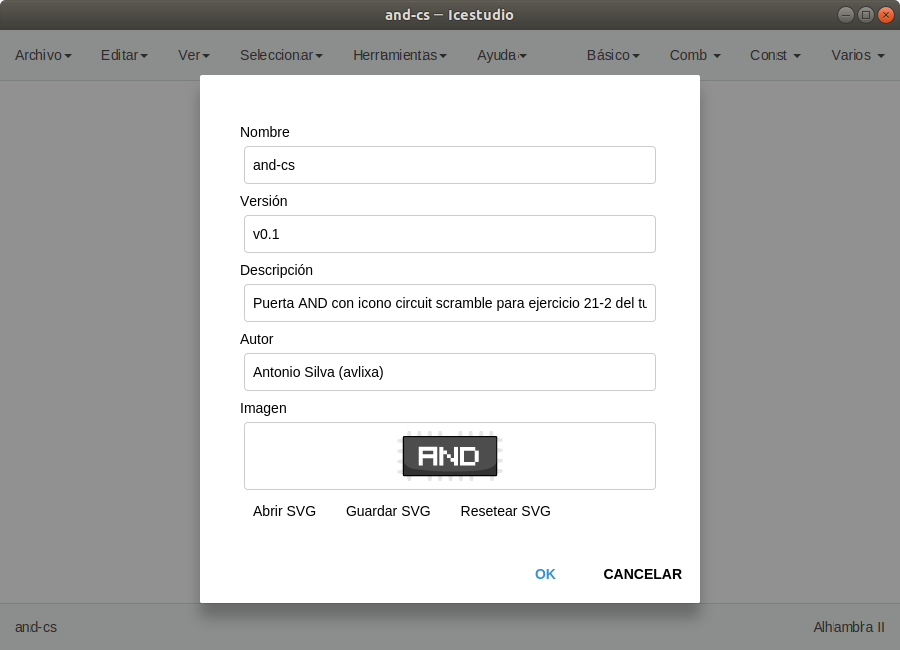 and-cs – Icestudio
Archivo Editar Ver Seleccionar Herramientas Ayuda Básico Comb Const Varios
Nombre
and-cs
Versión
v0.1
Descripción
Puerta AND con icono circuit scramble para ejercicio 21-2 del tu
Autor
Antonio Silva (avlixa)
Imagen
AND
Abrir SVG Guardar SVG Resetear SVG
OK CANCELAR
and-cs Alhambra II